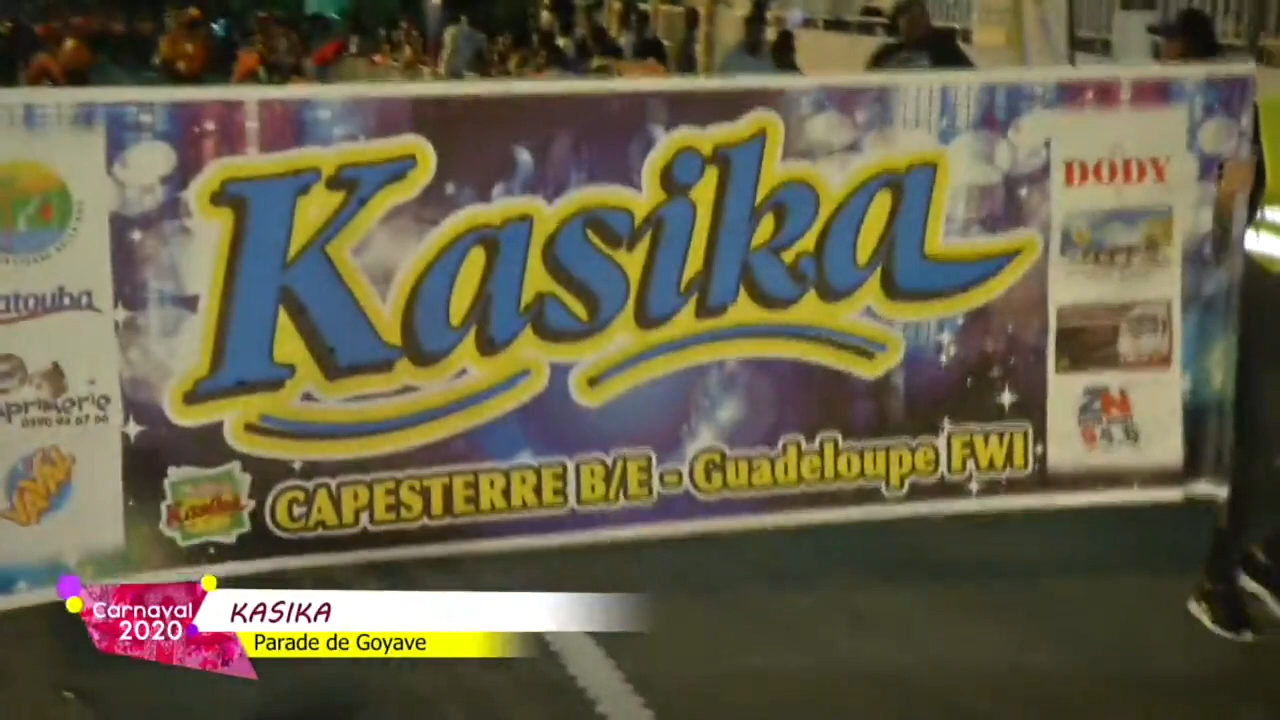 Kasika
CAPESTERRE B/E - Guadeloupe FWI
DODY
Carnaval
2020
KASIKA
Parade de Goyave